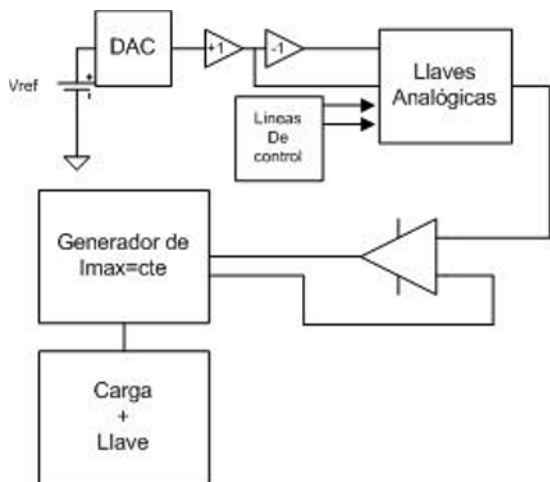 DAC
+1
-1
Llaves
Analógicas
Vref
+
Lineas
De
control
Generador de
Imax=cte
Carga
+
Llave